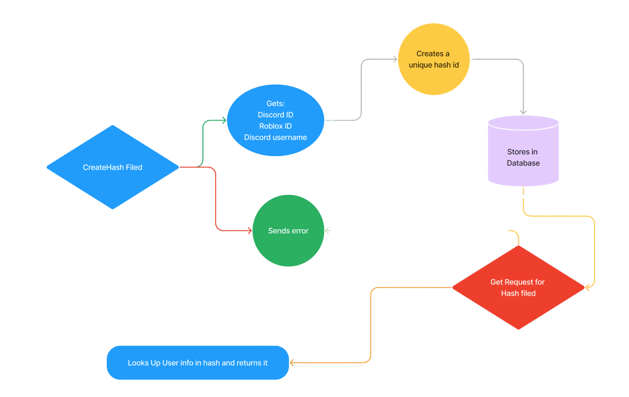 Creates a
unique hash id
Gets:
Discord ID
Roblox ID
Discord username
Stores in
Database
CreateHash Filed
Sends error
Get Request for
Hash filed
Looks Up User info in hash and returns it